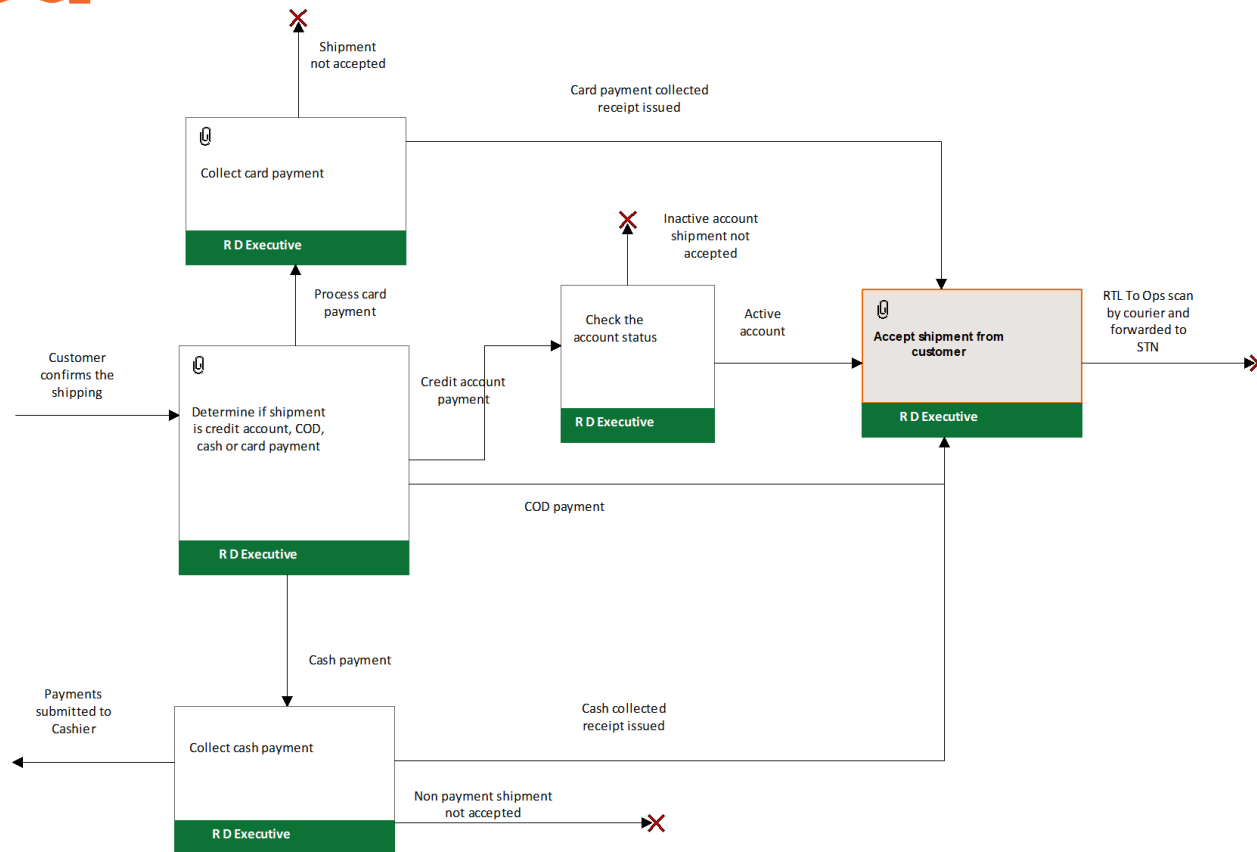 Shipment
not accepted
Card payment collected
receipt issued
Collect card payment
R D Executive
Inactive account
shipment not
accepted
Process card
payment
Check the
account status
Active
account
Accept shipment from
customer
RTL To Ops scan
by courier and
forwarded to
STN
Customer
confirms the
shipping
Credit account
payment
Determine if shipment
is credit account, COD,
cash or card payment
R D Executive
R D Executive
COD payment
R D Executive
Cash payment
Payments
submitted to
Cashier
Cash collected
receipt issued
Collect cash payment
Non payment shipment
not accepted
R D Executive